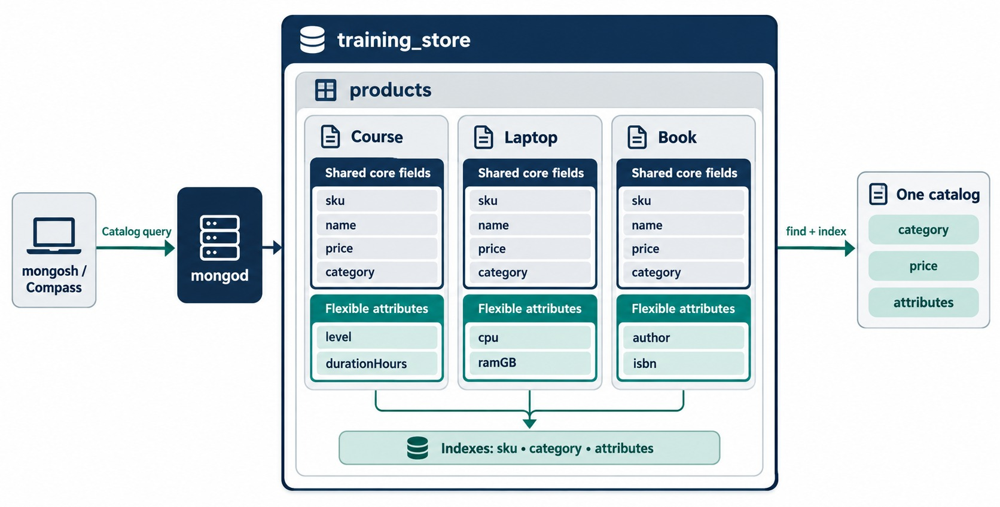 training_store
products
Course
Shared core fields
sku
name
price
category
Flexible attributes
level
durationHours
Laptop
Shared core fields
sku
name
price
category
Flexible attributes
cpu
ramGB
Book
Shared core fields
sku
name
price
category
Flexible attributes
author
isbn
Indexes: sku • category • attributes
mongosh /
Compass
Catalog query
mongod
find + index
One catalog
category
price
attributes